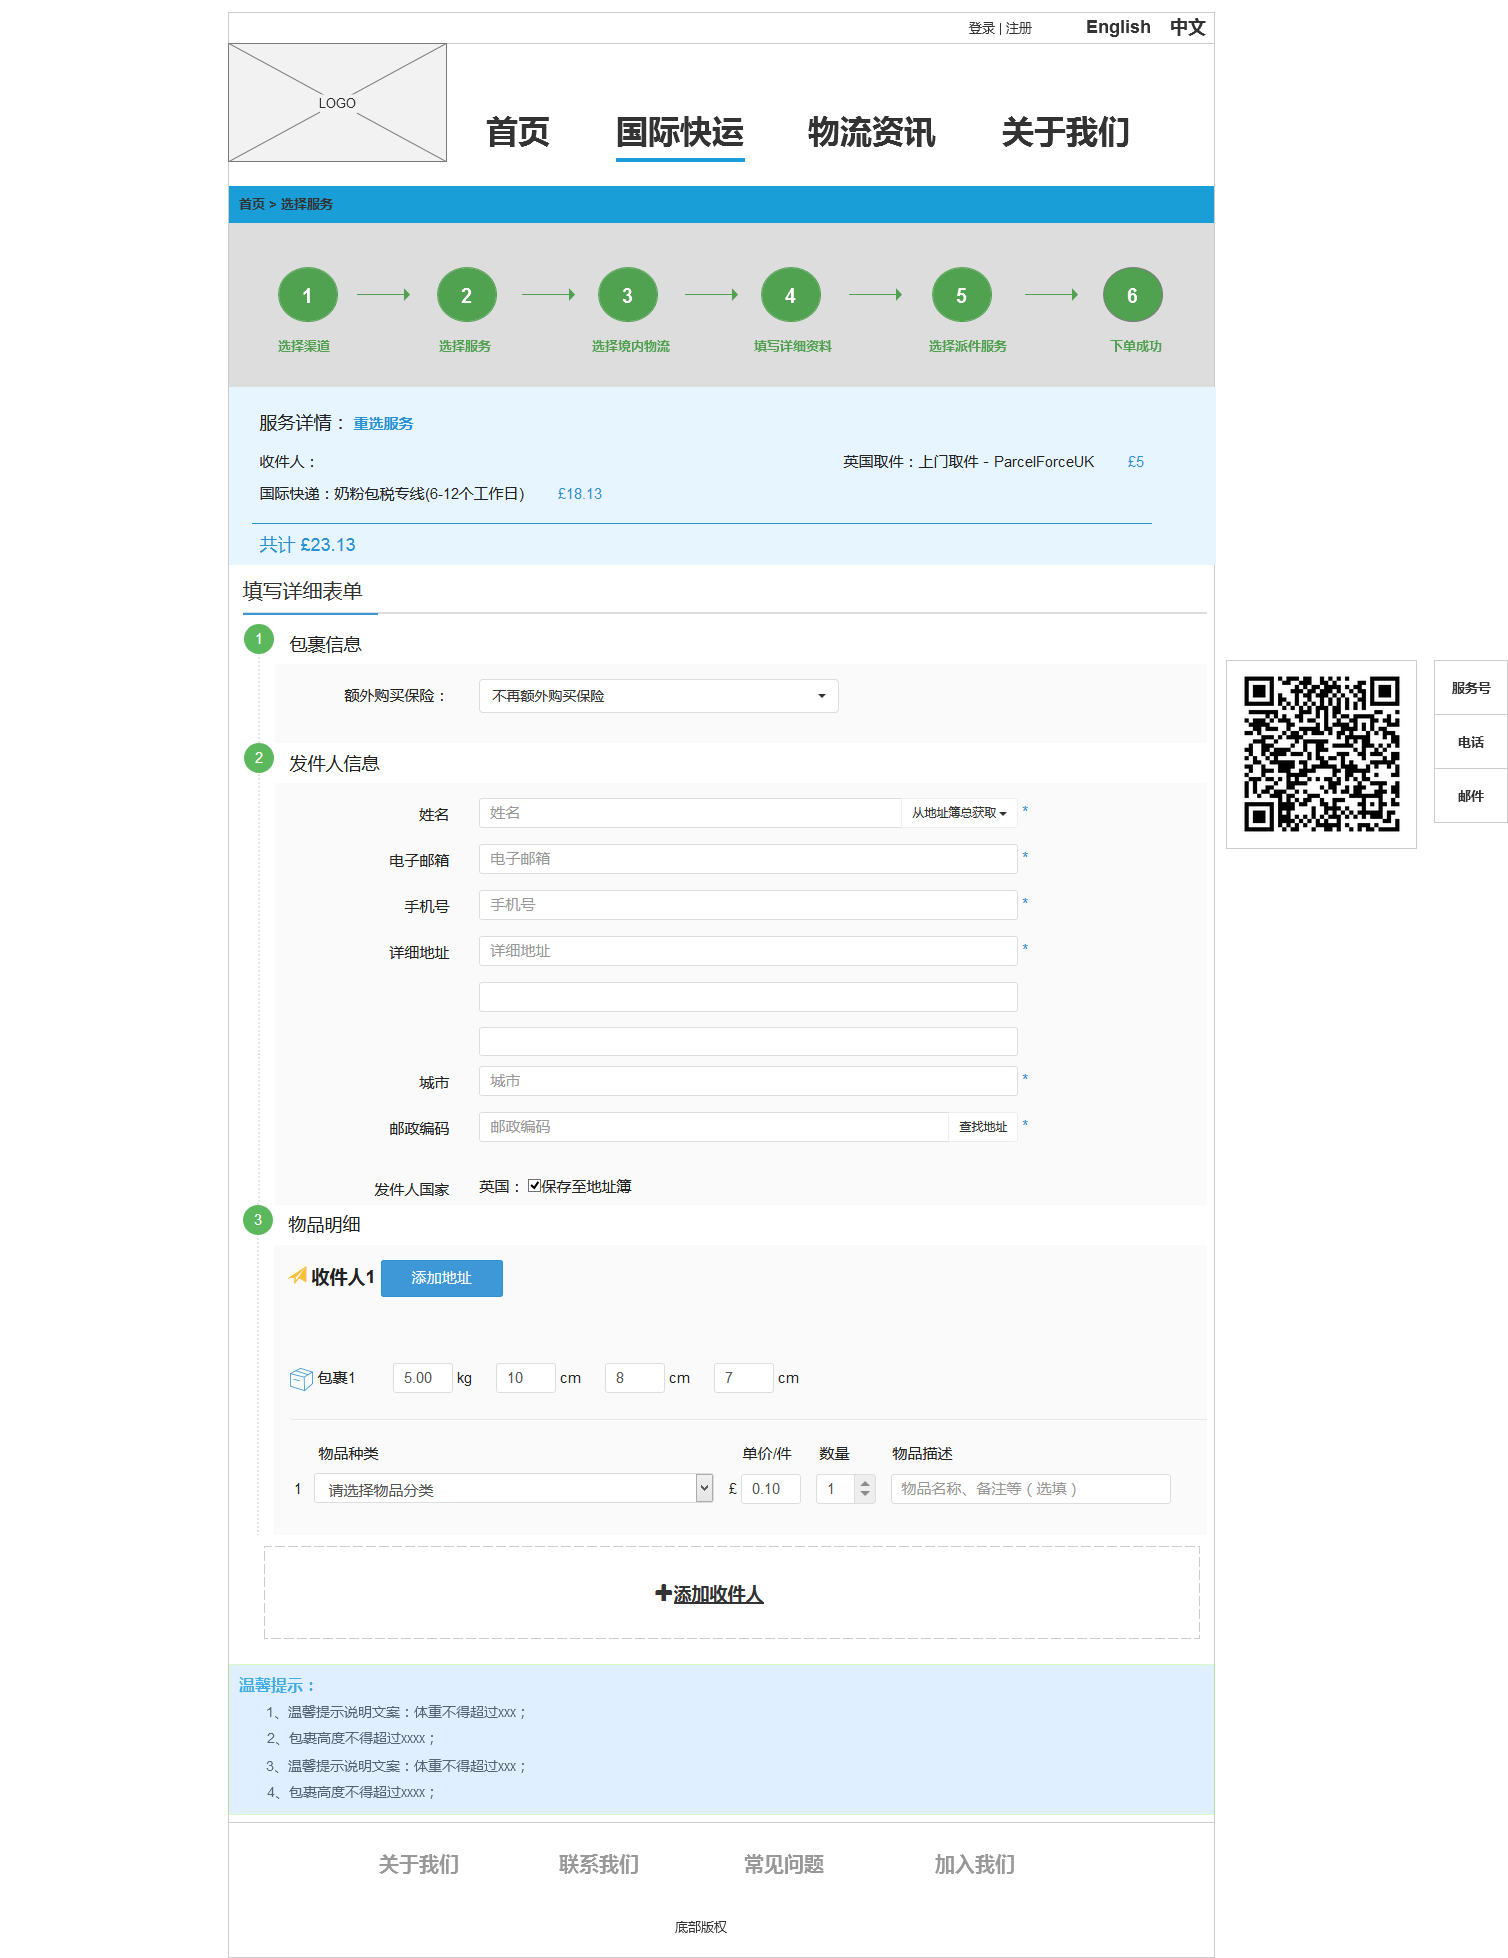 登录 | 注册 English 中文
LOGO
首页 国际快运 物流资讯 关于我们
首页 > 选择服务
1 2 3 4 5 6
选择渠道 选择服务 选择境内物流 填写详细资料 选择派件服务 下单成功
服务详情： 重选服务
收件人： 英国取件：上门取件 - ParcelForceUK £5
国际快递：奶粉包税专线(6-12个工作日) £18.13
共计 £23.13
填写详细表单
1 包裹信息
额外购买保险： 不再额外购买保险
服务号
电话
邮件
2 发件人信息
姓名 姓名 从地址簿总获取 *
电子邮箱 电子邮箱 *
手机号 手机号 *
详细地址 详细地址 *
城市 城市 *
邮政编码 邮政编码 查找地址 *
发件人国家 英国： 保存至地址簿
3 物品明细
收件人1 添加地址
包裹1 5.00 kg 10 cm 8 cm 7 cm
物品种类 单价/件 数量 物品描述
1 请选择物品分类 £ 0.10 1 物品名称、备注等（选填）
添加收件人
温馨提示：
1、温馨提示说明文案：体重不得超过xxx；
2、包裹高度不得超过xxxx；
3、温馨提示说明文案：体重不得超过xxx；
4、包裹高度不得超过xxxx；
关于我们 联系我们 常见问题 加入我们
底部版权